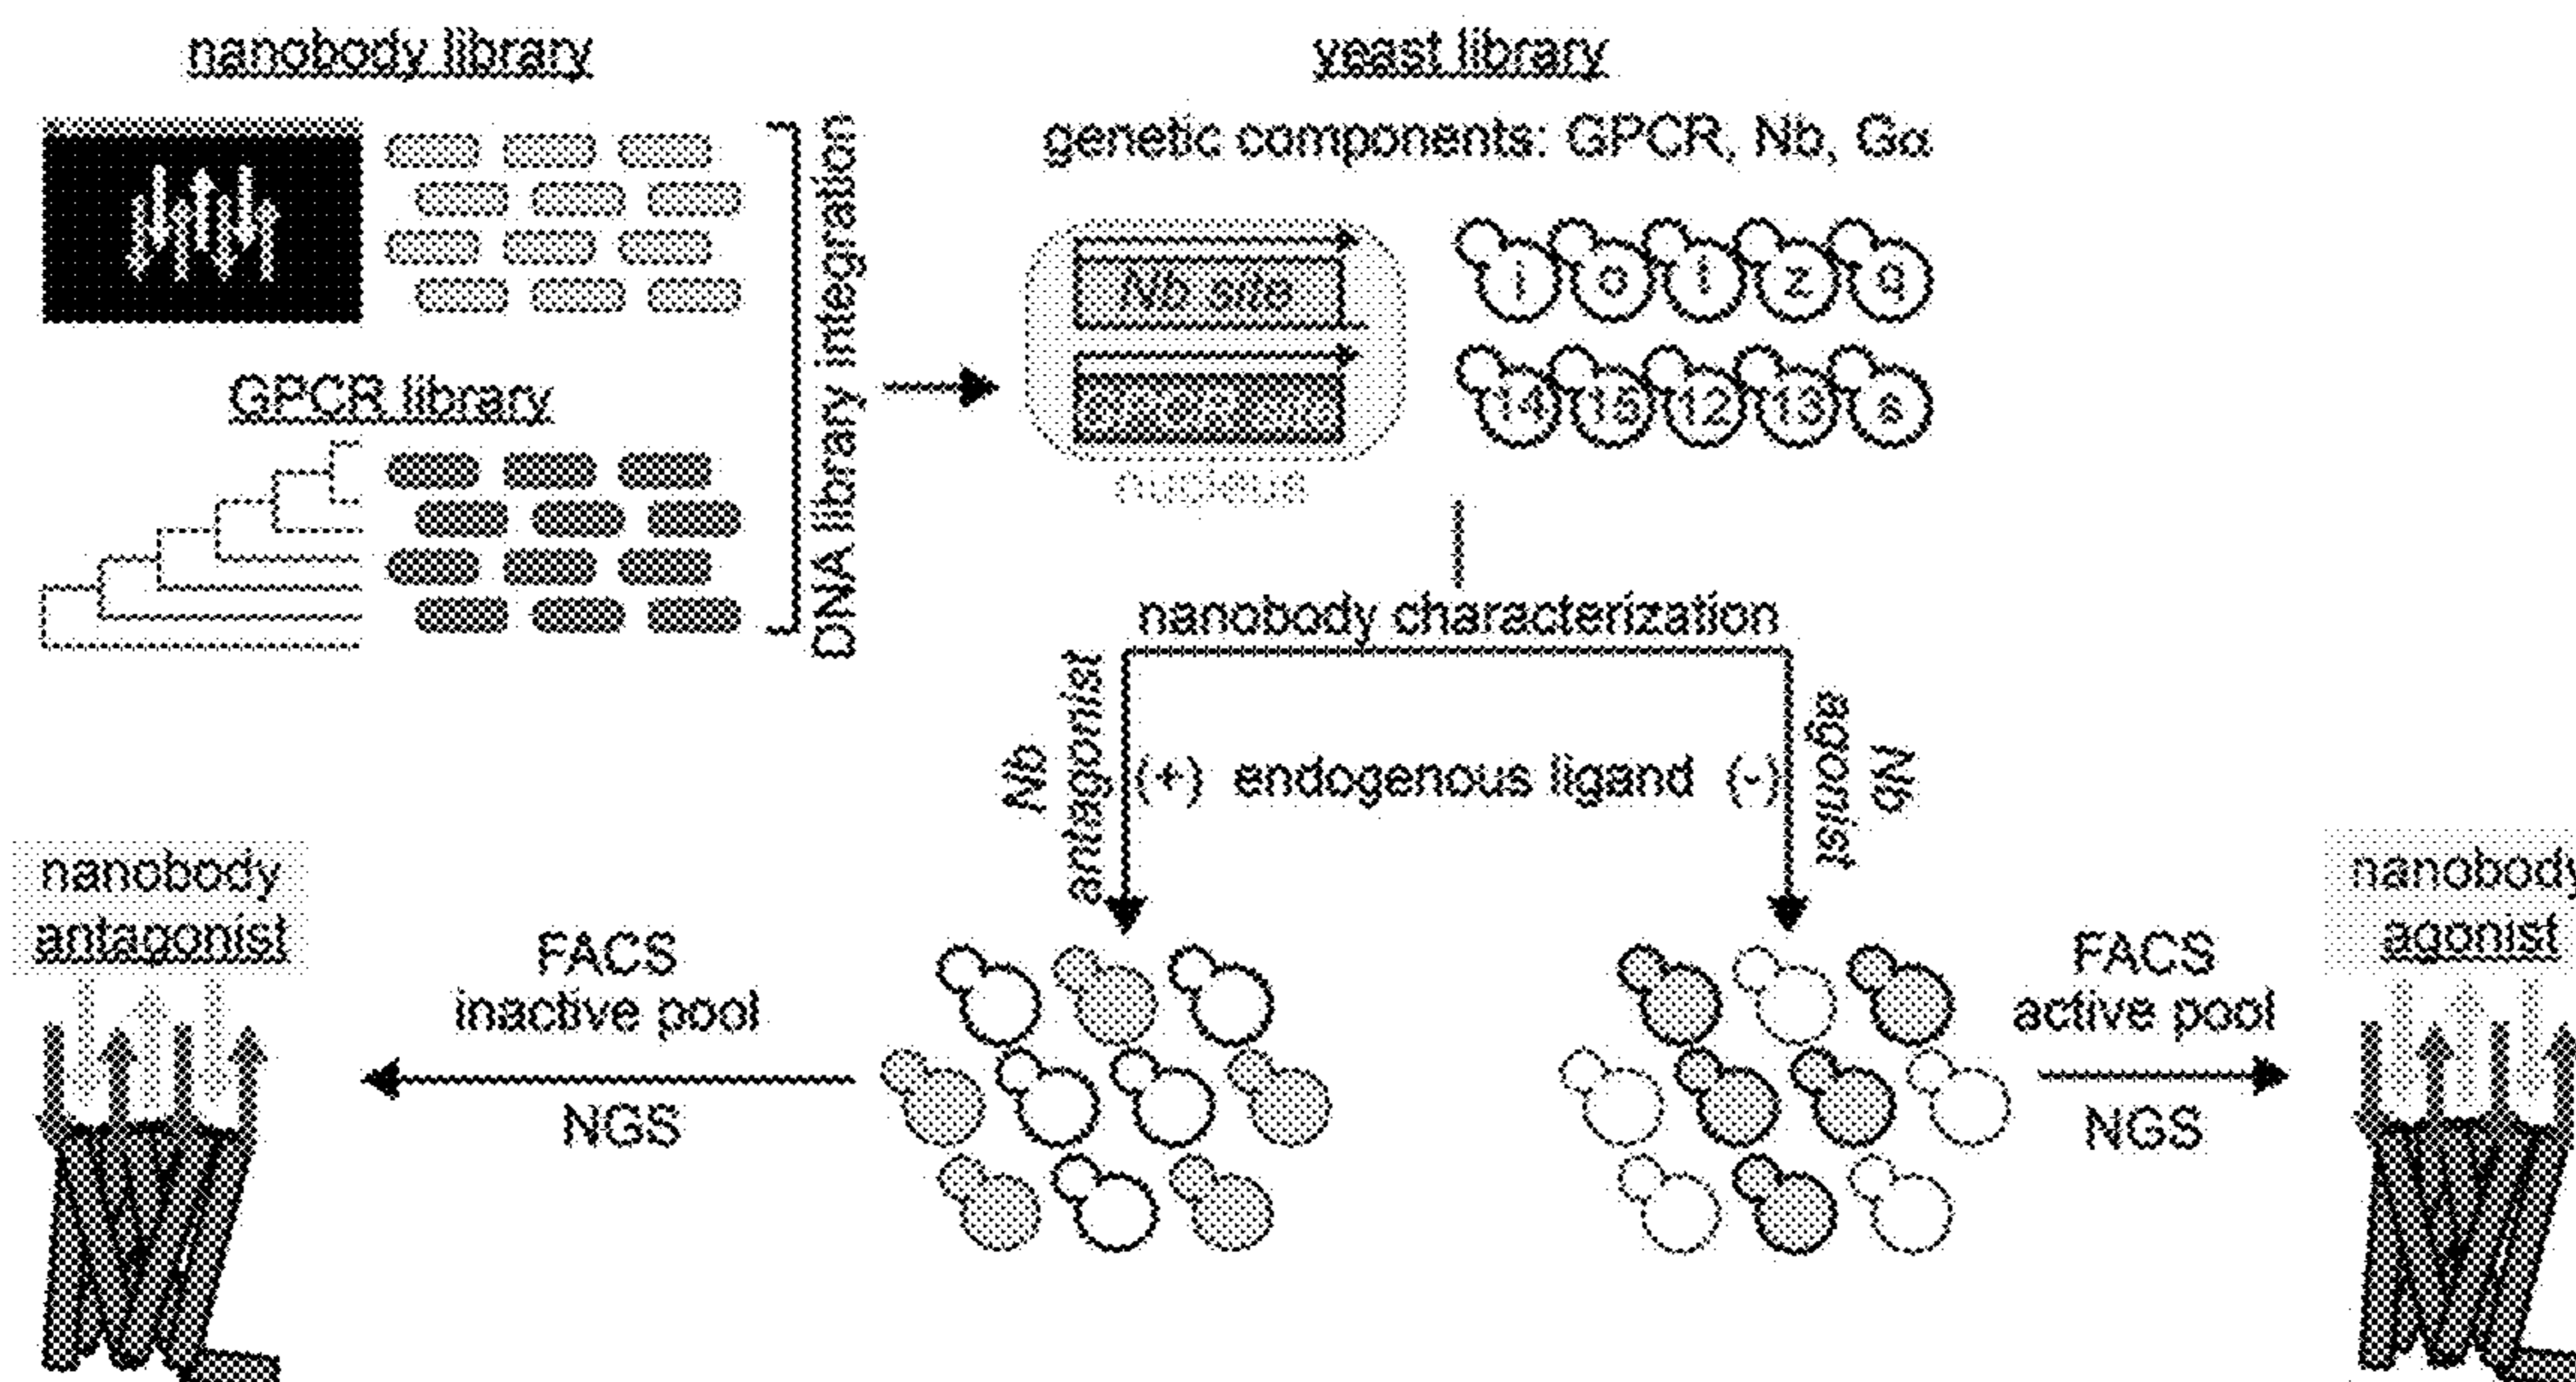 nanobody library
GPCR library
DNA library integration
yeast library
genetic components: GPCR, Nb, Gα
Nb site
nucleus
i o t z q
14 15 12 13 s
nanobody characterization
Nb
antagonist
(+) endogenous ligand (-)
Nb
agonist
nanobody
antagonist
FACS
inactive pool
NGS
FACS
active pool
NGS
nanobody
agonist